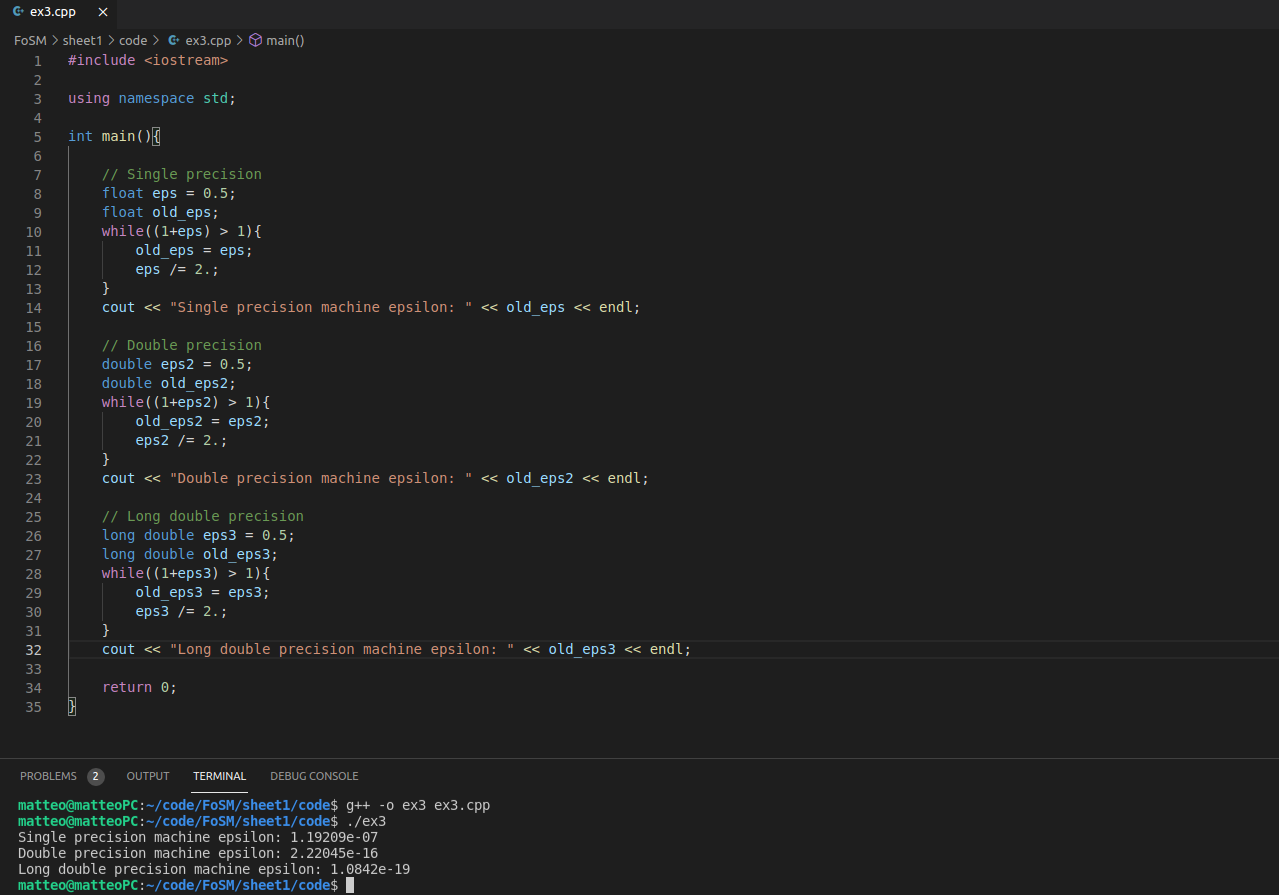 ex3.cpp ×
FoSM > sheet1 > code > ex3.cpp > main()
1 #include <iostream>
2
3 using namespace std;
4
5 int main(){
6
7 // Single precision
8 float eps = 0.5;
9 float old_eps;
10 while((1+eps) > 1){
11 old_eps = eps;
12 eps /= 2.;
13 }
14 cout << "Single precision machine epsilon: " << old_eps << endl;
15
16 // Double precision
17 double eps2 = 0.5;
18 double old_eps2;
19 while((1+eps2) > 1){
20 old_eps2 = eps2;
21 eps2 /= 2.;
22 }
23 cout << "Double precision machine epsilon: " << old_eps2 << endl;
24
25 // Long double precision
26 long double eps3 = 0.5;
27 long double old_eps3;
28 while((1+eps3) > 1){
29 old_eps3 = eps3;
30 eps3 /= 2.;
31 }
32 cout << "Long double precision machine epsilon: " << old_eps3 << endl;
33
34 return 0;
35 }
PROBLEMS 2 OUTPUT TERMINAL DEBUG CONSOLE
matteo@matteoPC:~/code/FoSM/sheet1/code$ g++ -o ex3 ex3.cpp
matteo@matteoPC:~/code/FoSM/sheet1/code$ ./ex3
Single precision machine epsilon: 1.19209e-07
Double precision machine epsilon: 2.22045e-16
Long double precision machine epsilon: 1.0842e-19
matteo@matteoPC:~/code/FoSM/sheet1/code$